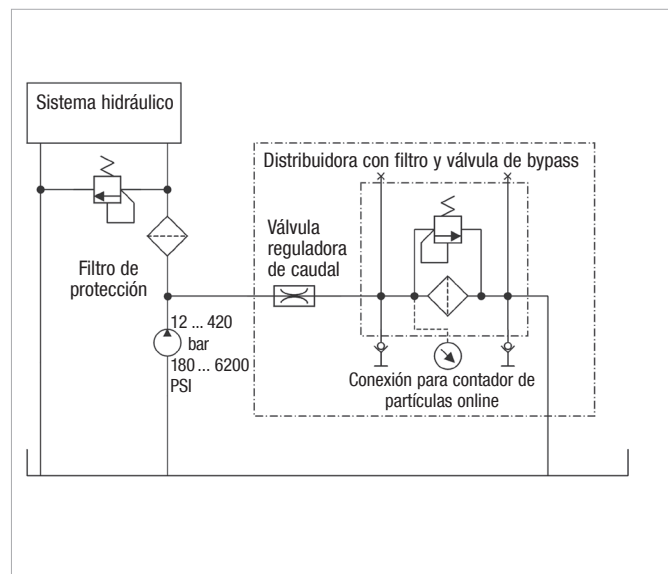 Sistema hidráulico
Distribuidora con filtro y válvula de bypass
Válvula
reguladora
de caudal
Filtro de
protección
12 ... 420
bar
180 ... 6200
PSI
Conexión para contador de
partículas online